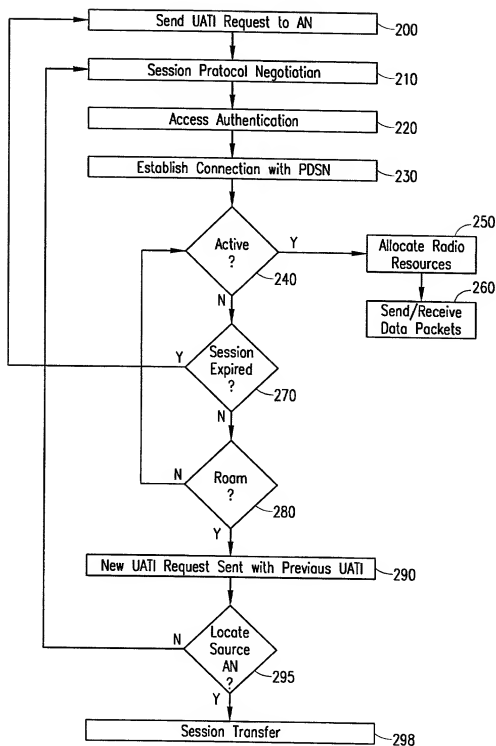 Send UATI Request to AN
200
Session Protocol Negotiation
210
Access Authentication
220
Establish Connection with PDSN
230
Active
?
Y
240
N
250
Allocate Radio
Resources
260
Send/Receive
Data Packets
Session
Expired
?
Y
270
N
Roam
?
N
280
Y
New UATI Request Sent with Previous UATI
290
Locate
Source
AN
?
N
295
Y
Session Transfer
298